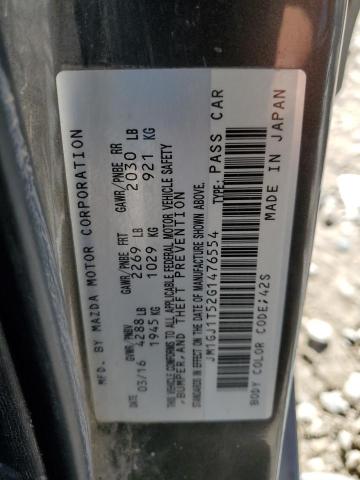 MFD. BY MAZDA MOTOR CORPORATION
GVWR/PNBV GAWR/PNBE FRT GAWR/PNBE RR
DATE 03/16 4288 LB 2269 LB 2030 LB
1945 KG 1029 KG 921 KG
THIS VEHICLE CONFORMS TO ALL APPLICABLE FEDERAL MOTOR VEHICLE SAFETY
, BUMPER, AND THEFT PREVENTION
STANDARDS IN EFFECT ON THE DATE OF MANUFACTURE SHOWN ABOVE.
JM1GJ1T52G1476554 TYPE: PASS CAR
BODY COLOR CODE;42S MADE IN JAPAN